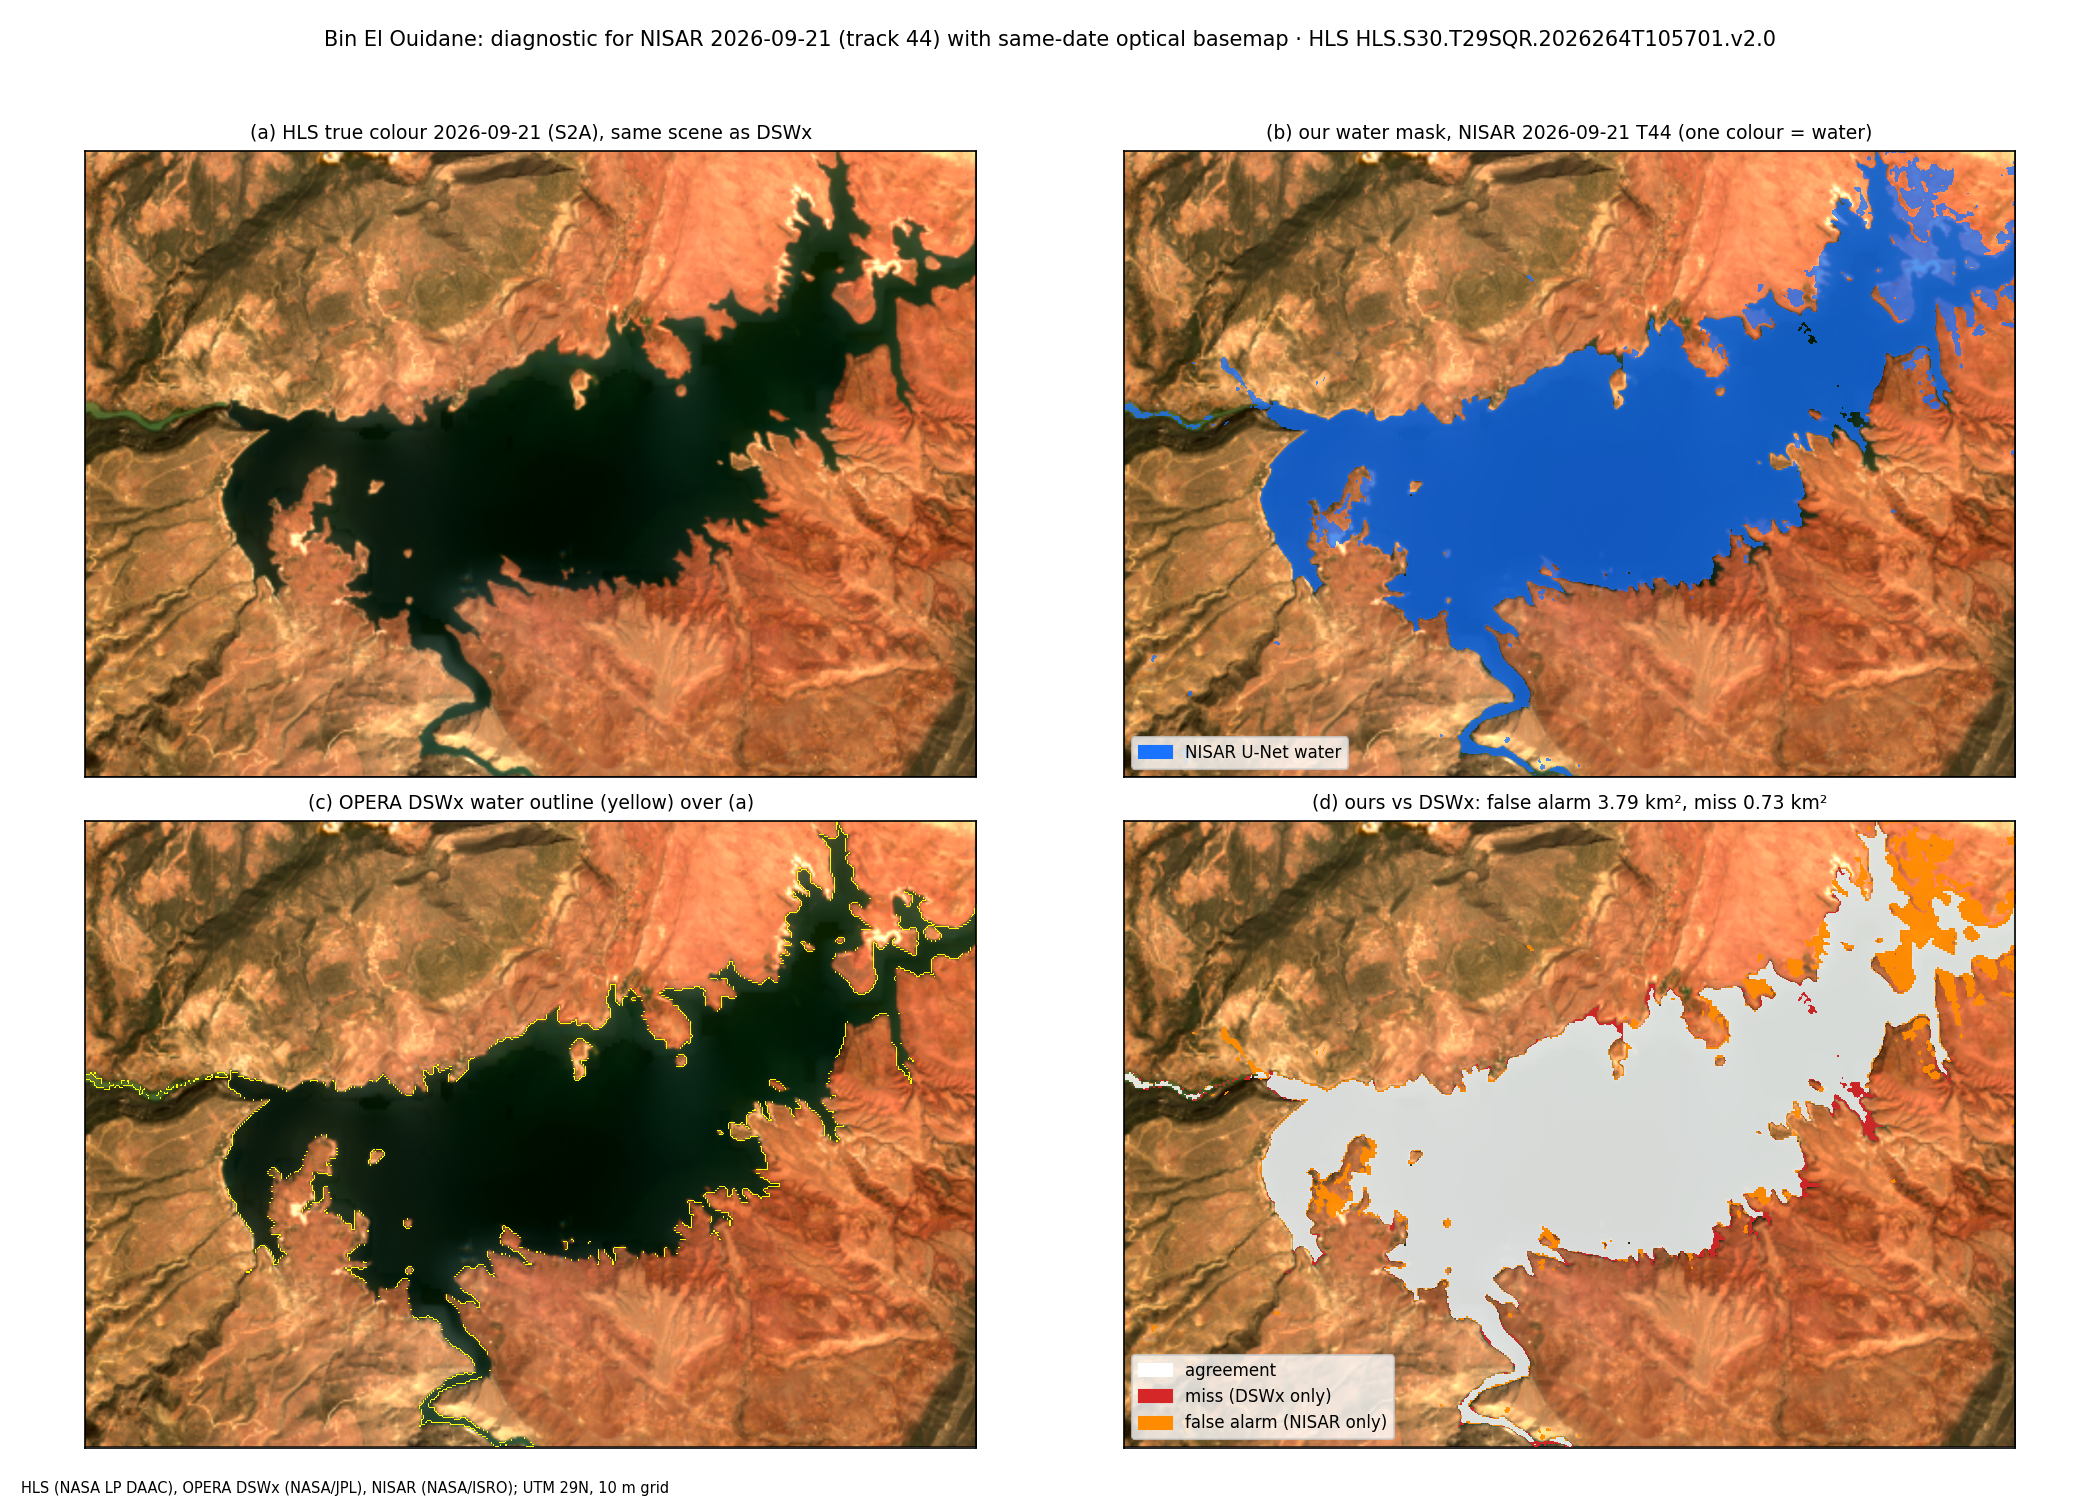 Bin El Ouidane: diagnostic for NISAR 2026-09-21 (track 44) with same-date optical basemap · HLS HLS.S30.T29SQR.2026264T105701.v2.0
(a) HLS true colour 2026-09-21 (S2A), same scene as DSWx
(b) our water mask, NISAR 2026-09-21 T44 (one colour = water)
NISAR U-Net water
(c) OPERA DSWx water outline (yellow) over (a)
(d) ours vs DSWx: false alarm 3.79 km², miss 0.73 km²
agreement
miss (DSWx only)
false alarm (NISAR only)
HLS (NASA LP DAAC), OPERA DSWx (NASA/JPL), NISAR (NASA/ISRO); UTM 29N, 10 m grid